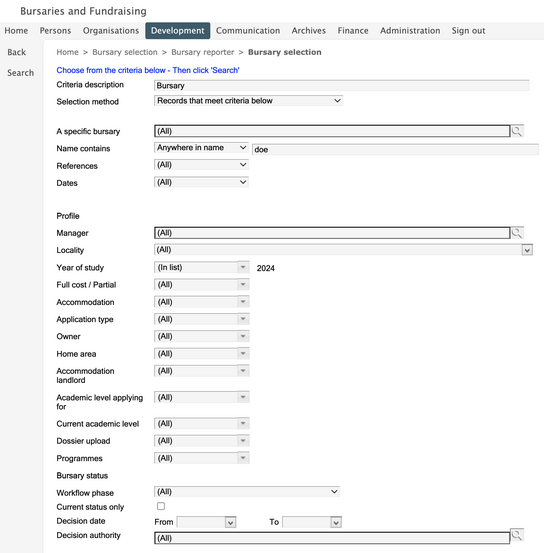 Bursaries and Fundraising
Home Persons Organisations Development Communication Archives Finance Administration Sign out
Back
Search
Home > Bursary selection > Bursary reporter > Bursary selection
Choose from the criteria below - Then click 'Search'
Criteria description Bursary
Selection method Records that meet criteria below
A specific bursary (All)
Name contains Anywhere in name doe
References (All)
Dates (All)
Profile
Manager (All)
Locality (All)
Year of study (In list) 2024
Full cost / Partial (All)
Accommodation (All)
Application type (All)
Owner (All)
Home area (All)
Accommodation (All)
landlord
Academic level applying (All)
for
Current academic level (All)
Dossier upload (All)
Programmes (All)
Bursary status
Workflow phase (All)
Current status only
Decision date From To
Decision authority (All)